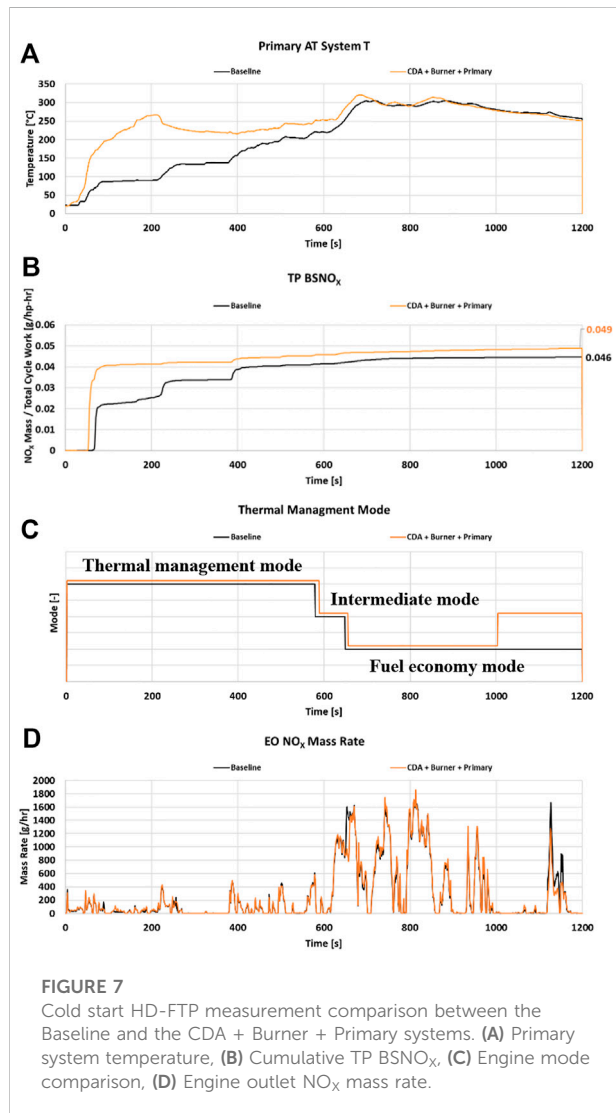 A
Primary AT System T
Baseline
CDA + Burner + Primary
Temperature [°C]
350
300
250
200
150
100
50
0
0 200 400 600 800 1000 1200
Time [s]
B
TP BSNOX
Baseline
CDA + Burner + Primary
NOX Mass / Total Cycle Work [g/hp-hr]
0.06
0.05
0.04
0.03
0.02
0.01
0
0.049
0.046
0 200 400 600 800 1000 1200
Time [s]
C
Thermal Managment Mode
Baseline
CDA + Burner + Primary
Mode [-]
Thermal management mode
Intermediate mode
Fuel economy mode
0 200 400 600 800 1000 1200
Time [s]
D
EO NOX Mass Rate
Baseline
CDA + Burner + Primary
Mass Rate [g/hr]
2000
1800
1600
1400
1200
1000
800
600
400
200
0
0 200 400 600 800 1000 1200
Time [s]
FIGURE 7
Cold start HD-FTP measurement comparison between the
Baseline and the CDA + Burner + Primary systems. (A) Primary
system temperature, (B) Cumulative TP BSNOX, (C) Engine mode
comparison, (D) Engine outlet NOX mass rate.